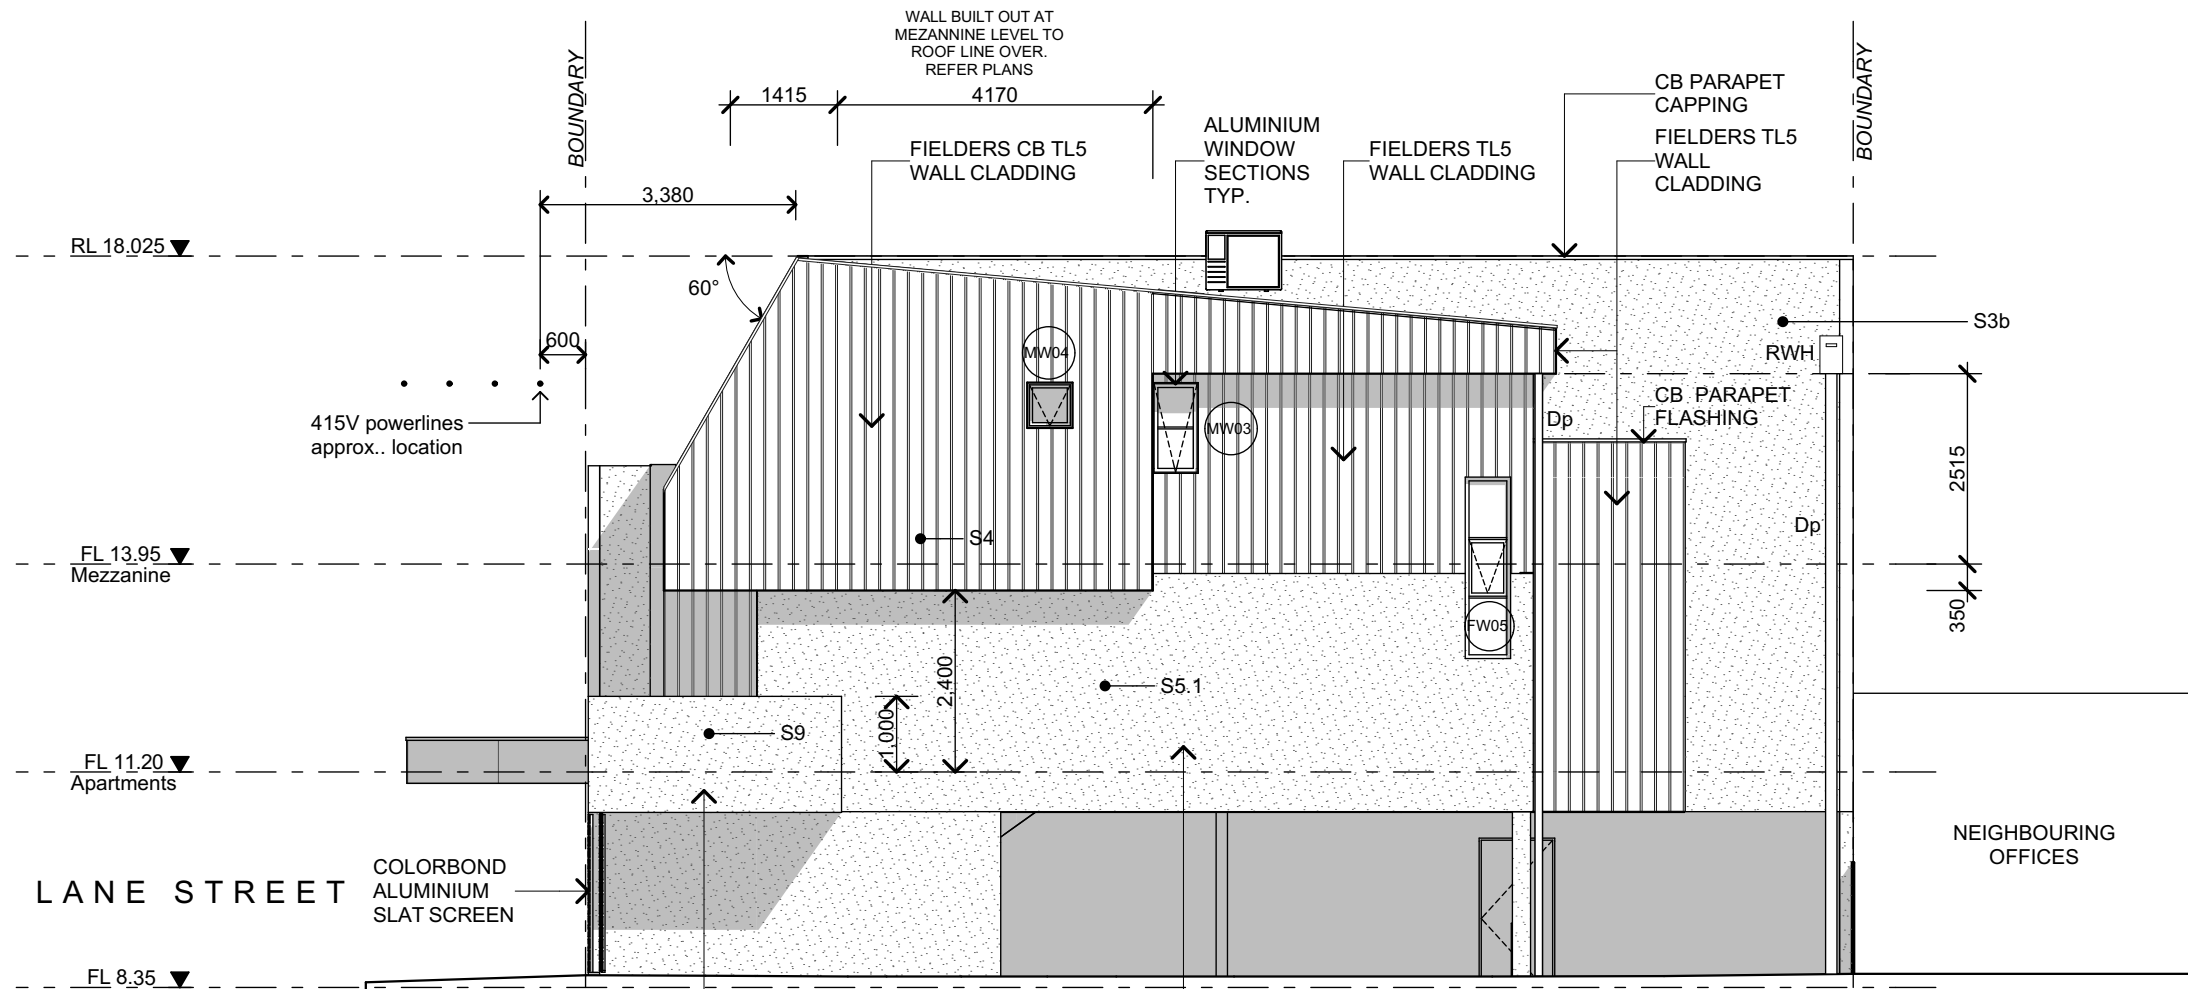 WALL BUILT OUT AT
MEZANNINE LEVEL TO
ROOF LINE OVER.
REFER PLANS
BOUNDARY
BOUNDARY
1415
4170
CB PARAPET
CAPPING
ALUMINIUM
WINDOW
SECTIONS
TYP.
FIELDERS CB TL5
WALL CLADDING
FIELDERS TL5
WALL CLADDING
FIELDERS TL5
WALL
CLADDING
3,380
RL 18.025
60°
600
S3b
RWH
MW04
MW03
415V powerlines
approx.. location
Dp
CB PARAPET
FLASHING
2515
Dp
S4
FL 13.95
Mezzanine
350
FW05
2,400
S5.1
1,000
S9
FL 11.20
Apartments
NEIGHBOURING
OFFICES
LANE STREET
COLORBOND
ALUMINIUM
SLAT SCREEN
FL 8.35